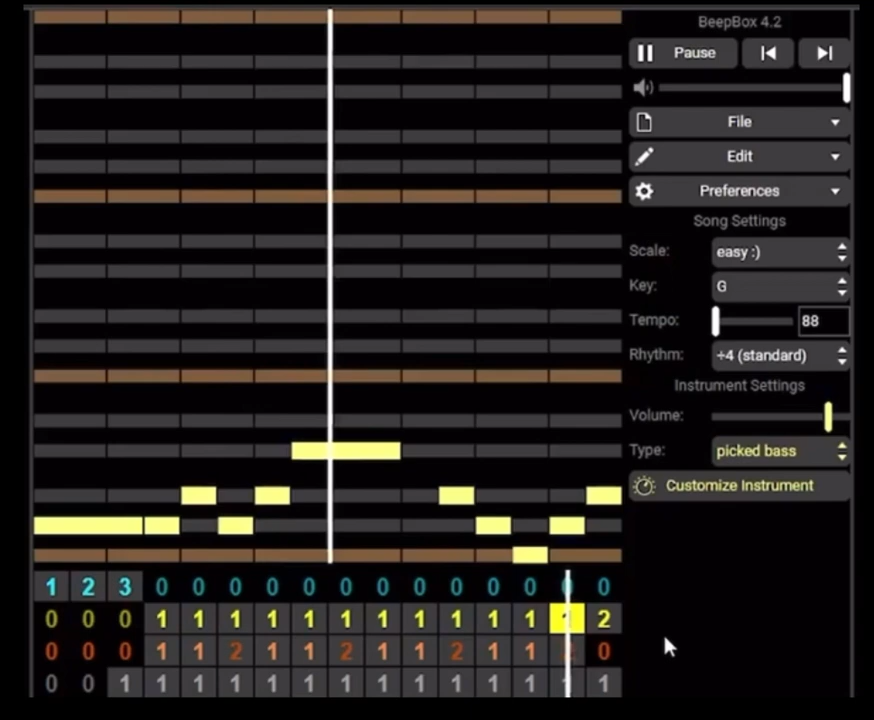 BeepBox 4.2
Pause
File
Edit
Preferences
Song Settings
Scale: easy :)
Key: G
Tempo: 88
Rhythm: ÷4 (standard)
Instrument Settings
Volume:
Type: picked bass
Customize Instrument
1 2 3 0 0 0 0 0 0 0 0 0 0 0 0 0
0 0 0 1 1 1 1 1 1 1 1 1 1 1 1 2
0 0 0 1 1 2 1 1 2 1 1 2 1 1 2 0
0 0 1 1 1 1 1 1 1 1 1 1 1 1 1 1